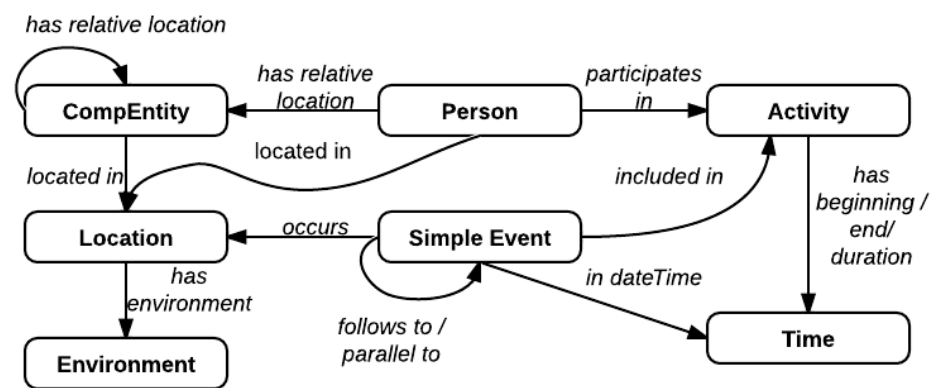 has relative location
has relative
location
participates
in
CompEntity
Person
Activity
located in
located in
included in
has
beginning /
end/
duration
Location
occurs
Simple Event
has
environment
in dateTime
follows to /
parallel to
Environment
Time